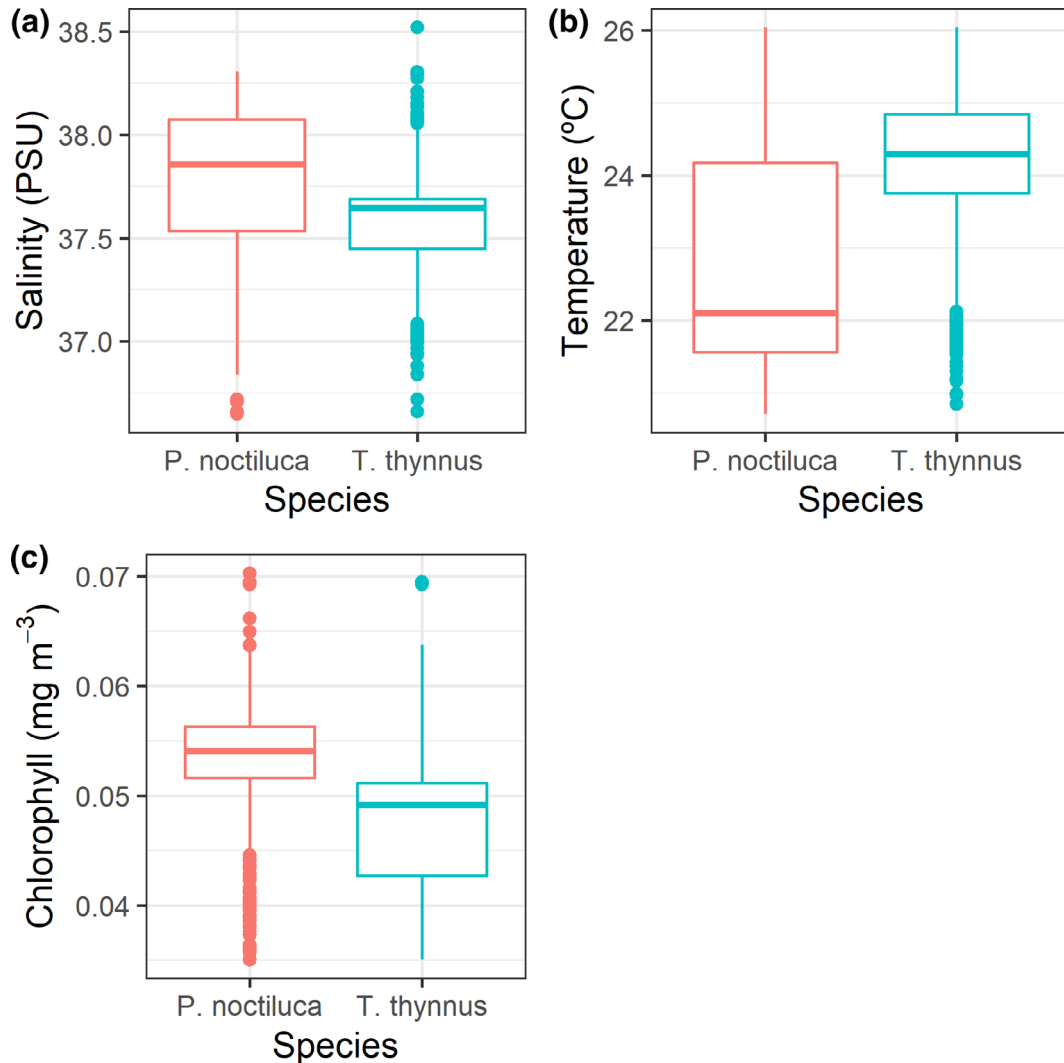 (a)
Salinity (PSU)
38.5
38.0
37.5
37.0
P. noctiluca T. thynnus
Species
(b)
Temperature (ºC)
26
24
22
P. noctiluca T. thynnus
Species
(c)
Chlorophyll (mg m⁻³)
0.07
0.06
0.05
0.04
P. noctiluca T. thynnus
Species